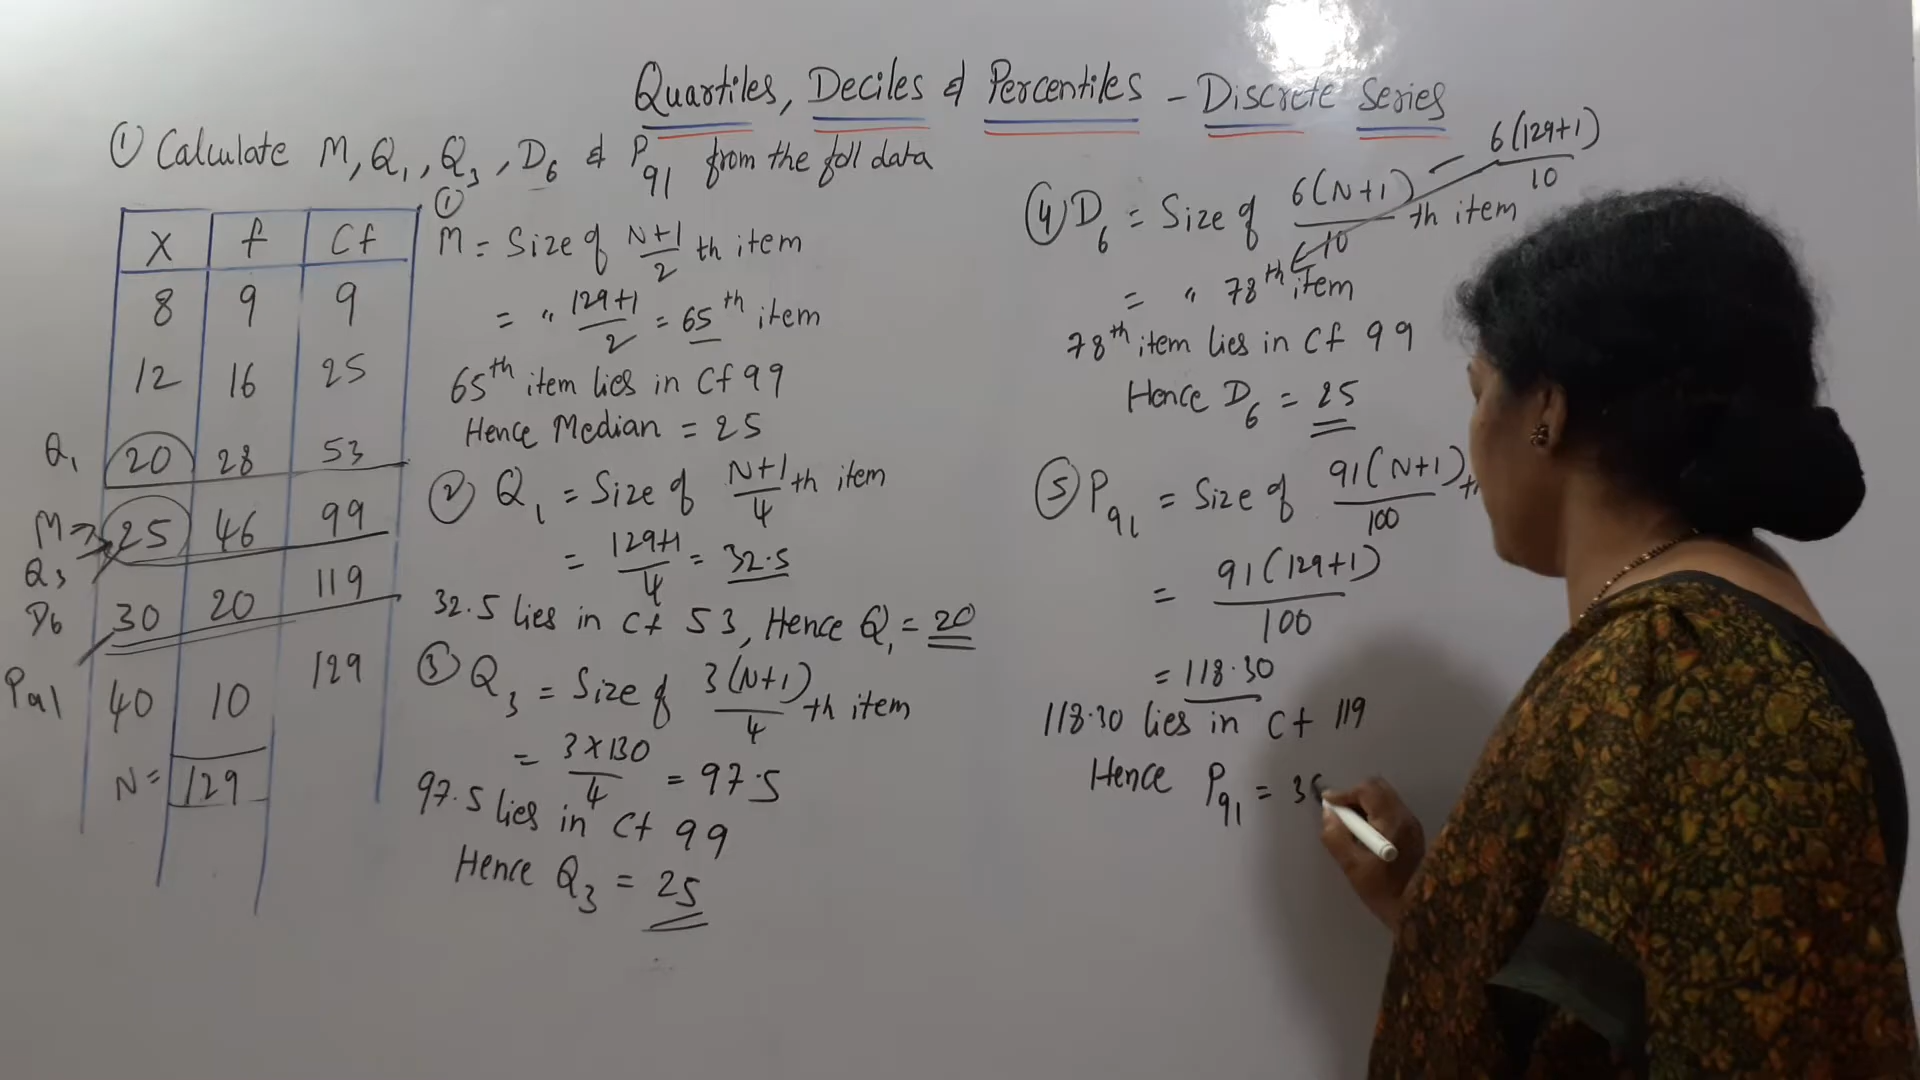 Quartiles, Deciles & Percentiles - Discrete Series
① Calculate M, Q₁, Q₃, D₆ & P₉₁ from the foll data
X f Cf
8 9 9
12 16 25
Q₁ 20 28 53
M → 25 46 99
Q₃
D₆ 30 20 119
P₉₁ 40 10 129
N = 129
①
M = Size of N+1/2 th item
= " 129+1/2 = 65th item
65th item lies in Cf 99
Hence Median = 25
② Q₁ = Size of N+1/4 th item
= 129+1/4 = 32.5
32.5 lies in Cf 53, Hence Q₁ = 20
③ Q₃ = Size of 3(N+1)/4 th item
= 3×130/4 = 97.5
97.5 lies in Cf 99
Hence Q₃ = 25
④ D₆ = Size of 6(N+1)/10 th item = 6(129+1)/10
= " 78th item
78th item lies in Cf 99
Hence D₆ = 25
⑤ P₉₁ = Size of 91(N+1)/100
= 91(129+1)/100
= 118.30
118.30 lies in Cf 119
Hence P₉₁ = 3